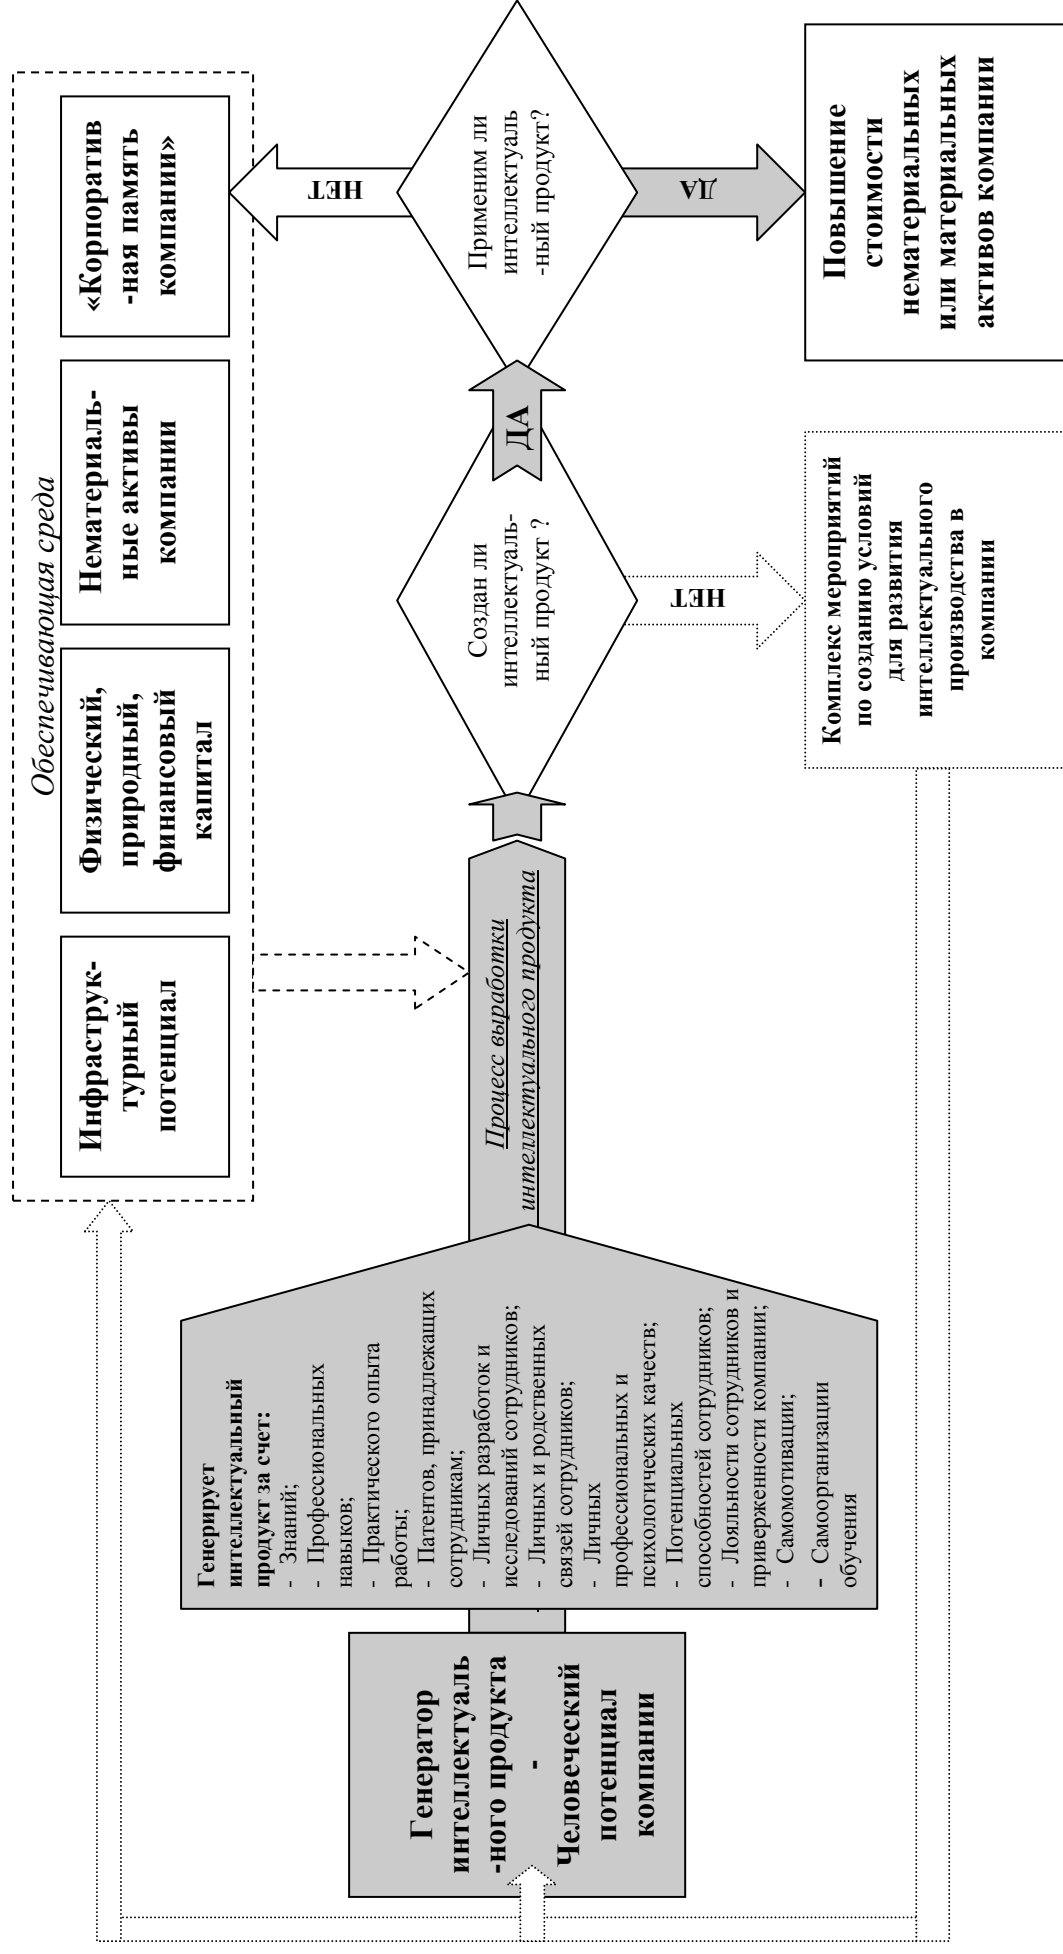 Обеспечивающая среда
Инфраструк-
турный
потенциал
Физический,
природный,
финансовый
капитал
Нематериаль-
ные активы
компании
«Корпоратив
-ная память
компании»
Генератор
интеллектуаль
-ного продукта
-
Человеческий
потенциал
компании
Генерирует
интеллектуальный
продукт за счет:
- Знаний;
- Профессиональных
навыков;
- Практического опыта
работы;
- Патентов, принадлежащих
сотрудникам;
- Личных разработок и
исследований сотрудников;
- Личных и родственных
связей сотрудников;
- Личных
профессиональных и
психологических качеств;
- Потенциальных
способностей сотрудников;
- Лояльности сотрудников и
приверженности компании;
- Самомотивации;
- Самоорганизации
обучения
Процесс выработки
интеллектуального продукта
Создан ли
интеллектуаль-
ный продукт ?
ДА
НЕТ
Применим ли
интеллектуаль
-ный продукт?
НЕТ
ДА
Комплекс мероприятий
по созданию условий
для развития
интеллектуального
производства в
компании
Повышение
стоимости
нематериальных
или материальных
активов компании